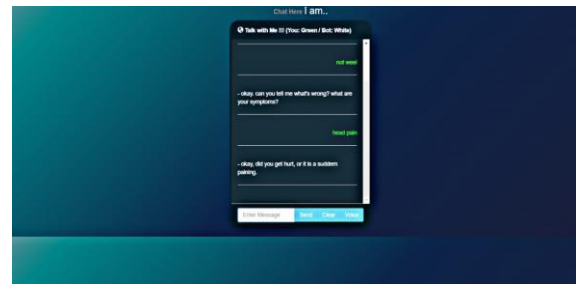 Chat Here i am..
Talk with Me !!! (You: Green / Bot: White)
not weel
- okay. can you tell me what's wrong? what are
your symptoms?
head pain
- okay, did you get hurt, or it is a suddem
paining.
Enter Message Send Clear Voice